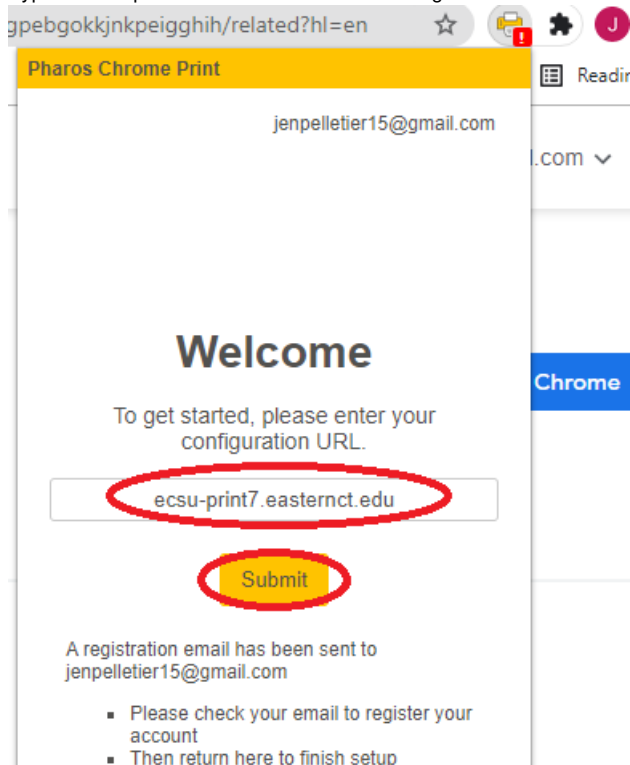 gpebgokkjnkpeigghih/related?hl=en
J
Pharos Chrome Print
Readin
jenpelletier15@gmail.com
l.com
Welcome
Chrome
To get started, please enter your
configuration URL.
ecsu-print7.easternct.edu
Submit
A registration email has been sent to
jenpelletier15@gmail.com
▪ Please check your email to register your
account
▪ Then return here to finish setup